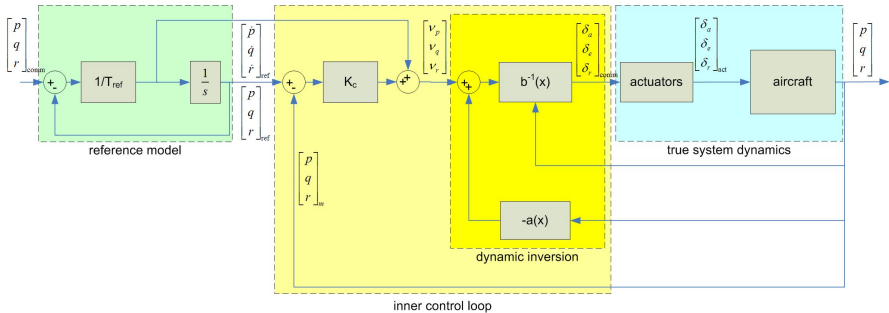 [p q r]comm
+ -
1/T_ref
1/s
[ṗ q̇ ṙ]ref
[p q r]ref
reference model
+ -
K_c
+ +
[ν_p ν_q ν_r]
[p q r]m
+ +
b⁻¹(x)
-a(x)
dynamic inversion
inner control loop
[δ_a δ_e δ_r]comm
actuators
[δ_a δ_e δ_r]act
aircraft
true system dynamics
[p q r]